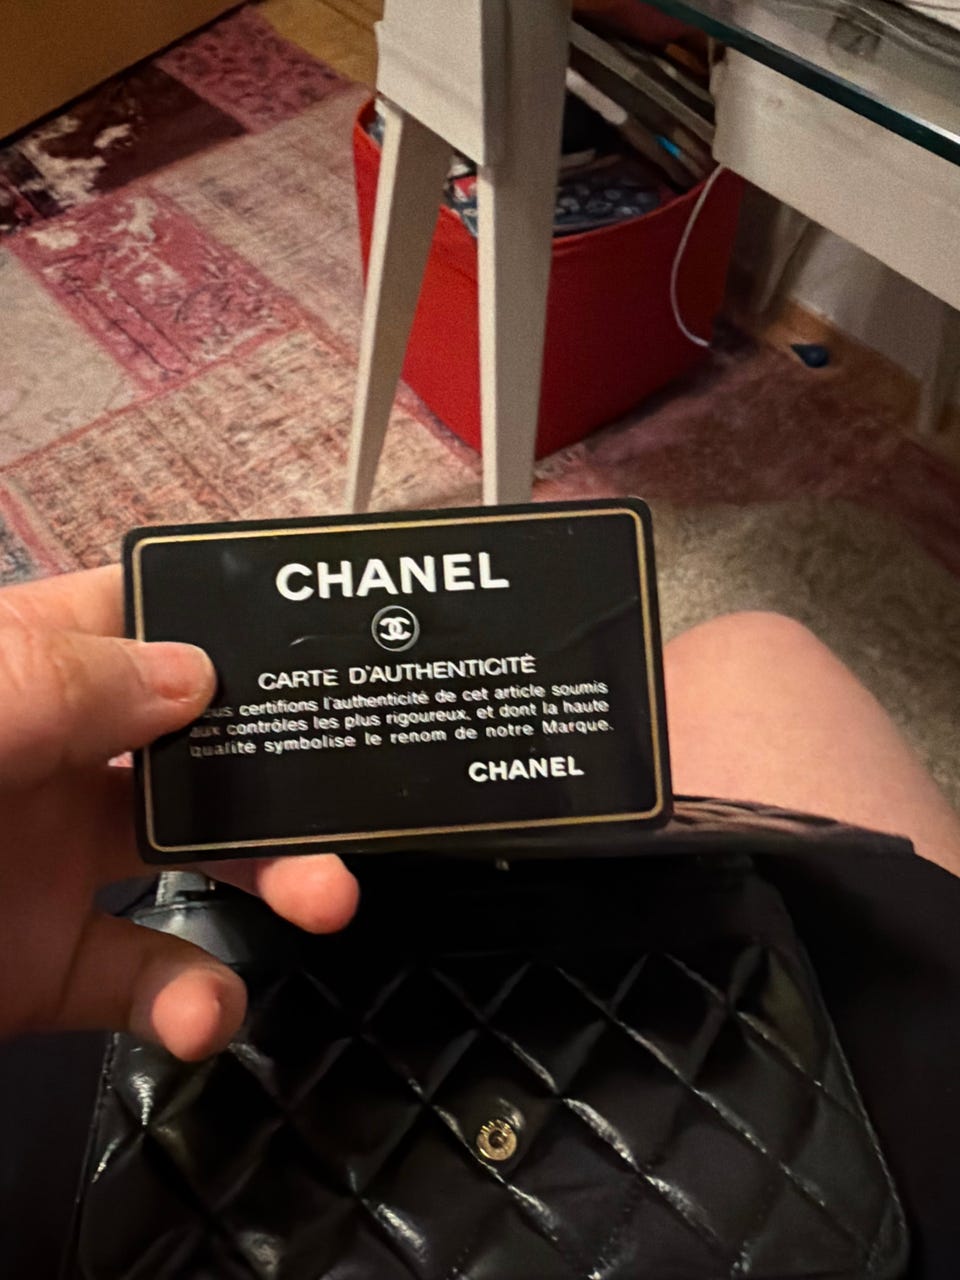 CHANEL
CARTE D'AUTHENTICITÉ
certifions l'authenticité de cet article soumis
aux contrôles les plus rigoureux, et dont la haute
qualité symbolise le renom de notre Marque.
CHANEL